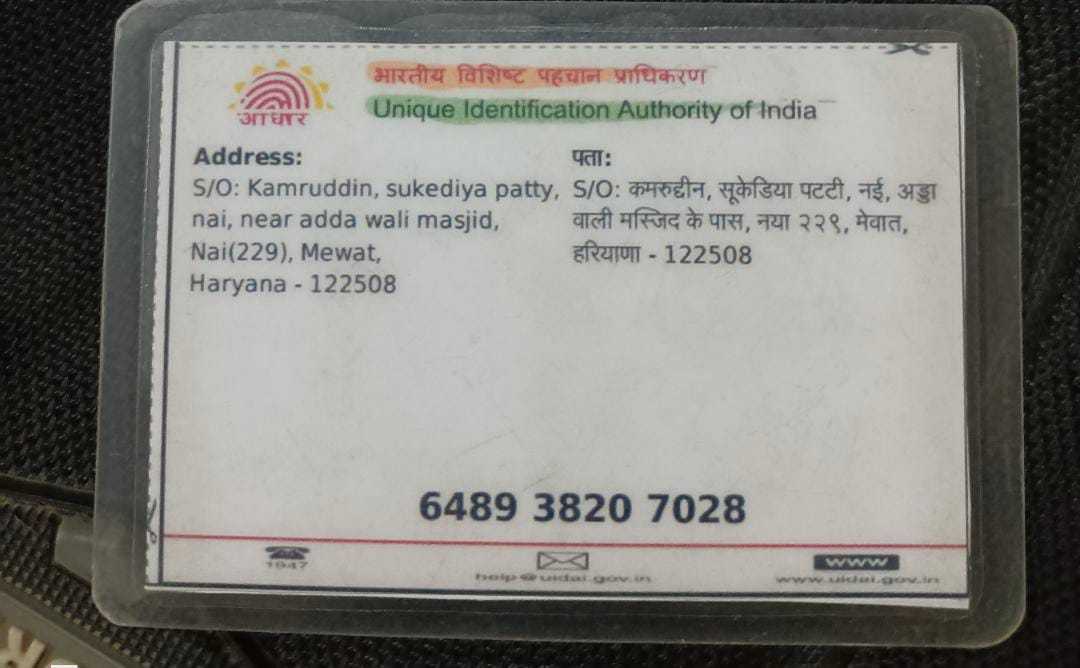 भारतीय विशिष्ट पहचान प्राधिकरण
Unique Identification Authority of India
आधार
Address:
S/O: Kamruddin, sukediya patty,
nai, near adda wali masjid,
Nai(229), Mewat,
Haryana - 122508
पता:
S/O: कमरुद्दीन, सूकेडिया पटटी, नई, अड्डा
वाली मस्जिद के पास, नया २२९, मेवात,
हरियाणा - 122508
6489 3820 7028
1947
help@uidai.gov.in
www
www.uidai.gov.in